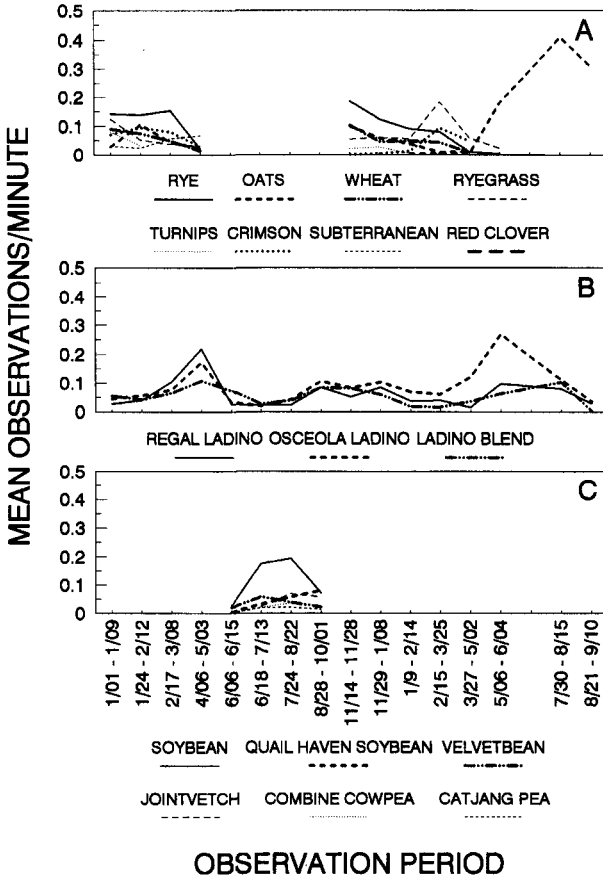 MEAN OBSERVATIONS/MINUTE
0.5
0.4
0.3
0.2
0.1
0
A
RYE OATS WHEAT RYEGRASS
TURNIPS CRIMSON SUBTERRANEAN RED CLOVER
0.5
0.4
0.3
0.2
0.1
0
B
REGAL LADINO OSCEOLA LADINO LADINO BLEND
0.5
0.4
0.3
0.2
0.1
0
C
1/01 - 1/09
1/24 - 2/12
2/17 - 3/08
4/06 - 5/03
6/06 - 6/15
6/18 - 7/13
7/24 - 8/22
8/28 - 10/01
11/14 - 11/28
11/29 - 1/08
1/9 - 2/14
2/15 - 3/25
3/27 - 5/02
5/06 - 6/04
7/30 - 8/15
8/21 - 9/10
SOYBEAN QUAIL HAVEN SOYBEAN VELVETBEAN
JOINTVETCH COMBINE COWPEA CATJANG PEA
OBSERVATION PERIOD